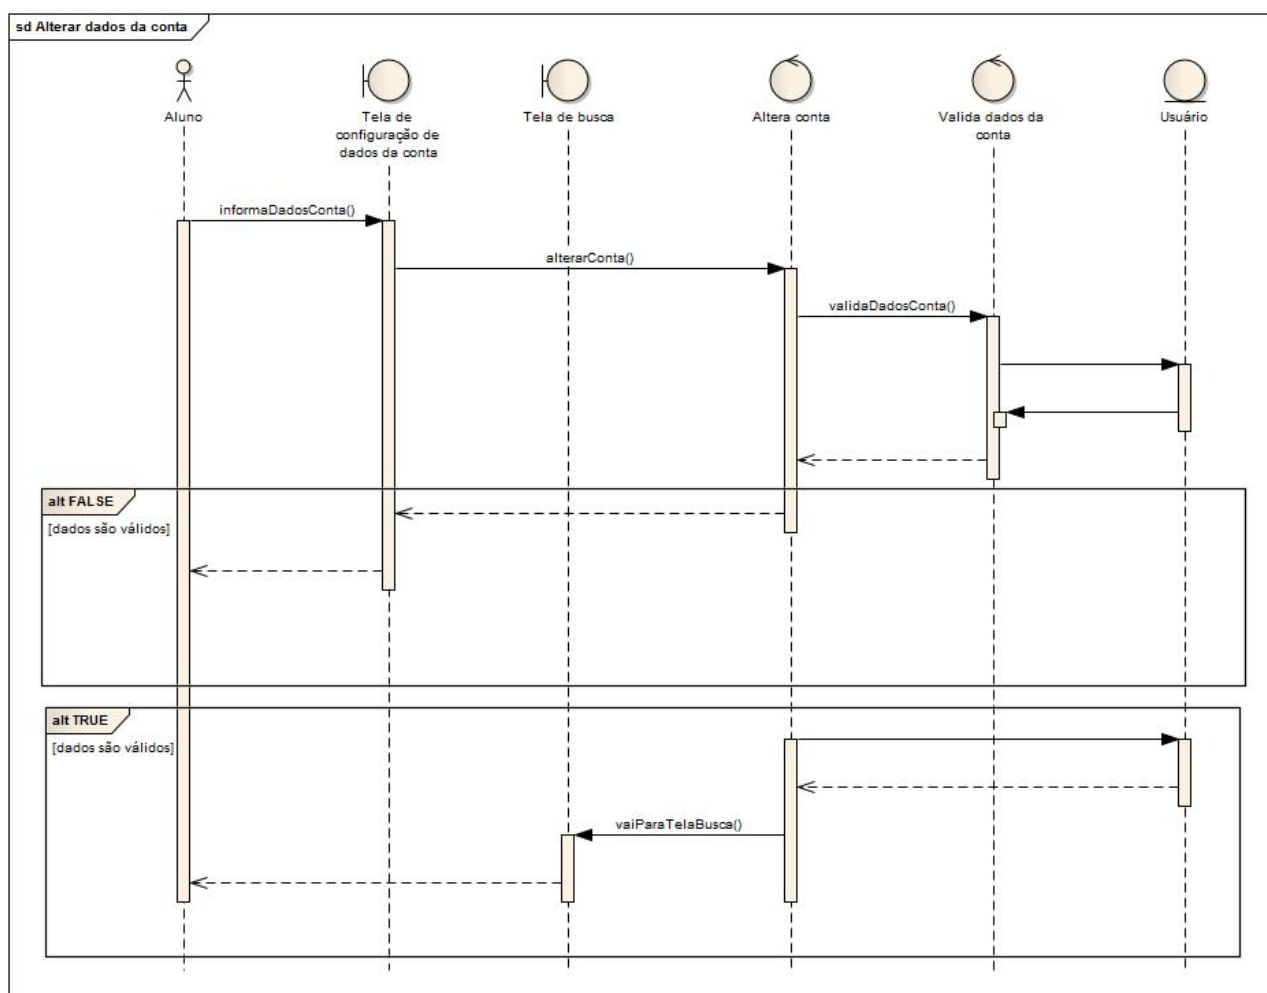 sd Alterar dados da conta
Aluno
Tela de
configuração de
dados da conta
Tela de busca
Altera conta
Valida dados da
conta
Usuário
informaDadosConta()
alterarConta()
validaDadosConta()
alt FALSE
[dados são válidos]
alt TRUE
[dados são válidos]
vaiParaTelaBusca()